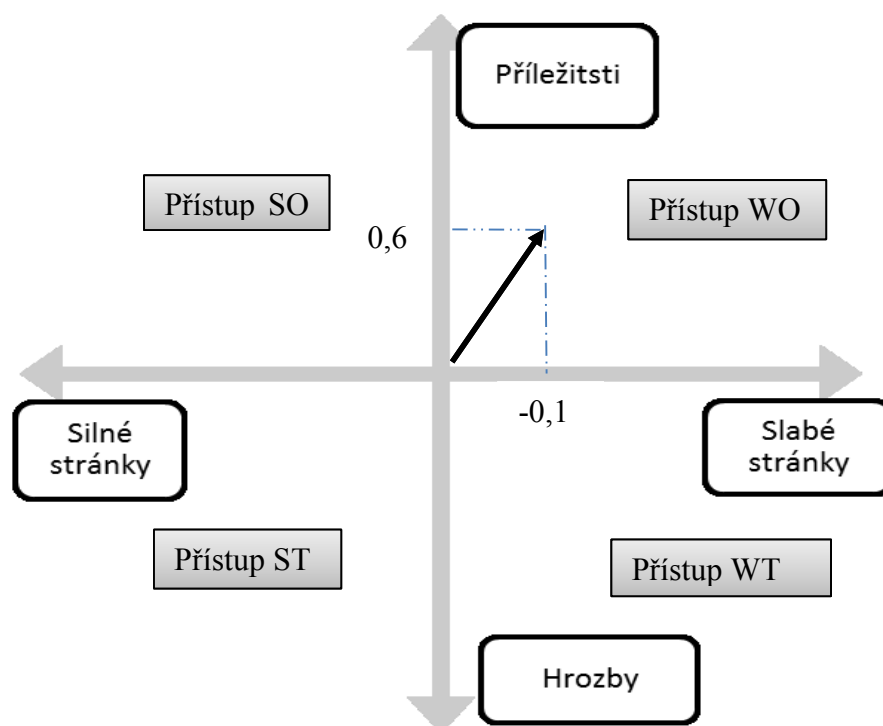 Příležitsti
Přístup SO
Přístup WO
0,6
-0,1
Silné
stránky
Slabé
stránky
Přístup ST
Přístup WT
Hrozby